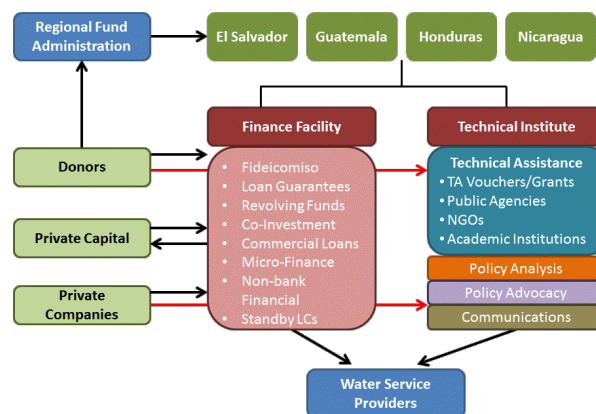 Regional Fund
Administration
El Salvador
Guatemala
Honduras
Nicaragua
Finance Facility
Technical Institute
Donors
Private Capital
Private
Companies
• Fideicomiso
• Loan Guarantees
• Revolving Funds
• Co-Investment
• Commercial Loans
• Micro-Finance
• Non-bank
Financial
• Standby LCs
Technical Assistance
• TA Vouchers/Grants
• Public Agencies
• NGOs
• Academic Institutions
Policy Analysis
Policy Advocacy
Communications
Water Service
Providers